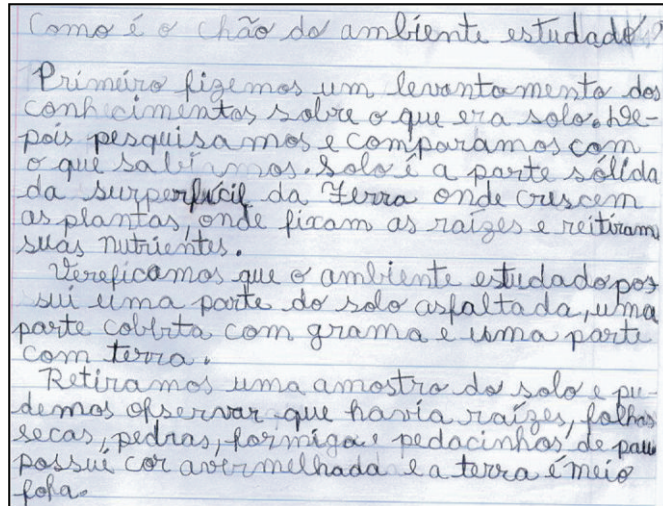 Como é o chão do ambiente estudado?
Primeiro fizemos um levantamento dos
conhecimentos sobre o que era solo. De-
pois pesquisamos e comparamos com
o que sabíamos. Solo é a parte sólida
da surperfícil da Terra onde crescem
as plantas, onde fixam as raízes e reitiram
suas nutrientes.
Vereficamos que o ambiente estudado pos
sui uma parte do solo asfaltada, uma
parte coberta com grama e uma parte
com terra.
Retiramos uma amostra do solo e pu-
demos observar que havia raízes, folhas
secas, pedras, formiga e pedacinhos de pau
possui cor avermelhada e a terra é meio
fofa.